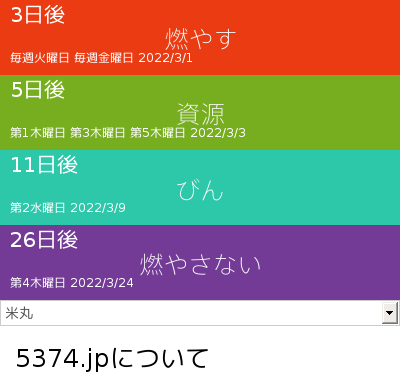 3日後
燃やす
毎週火曜日 毎週金曜日 2022/3/1
5日後
資源
第1木曜日 第3木曜日 第5木曜日 2022/3/3
11日後
びん
第2水曜日 2022/3/9
26日後
燃やさない
第4木曜日 2022/3/24
米丸
5374.jpについて